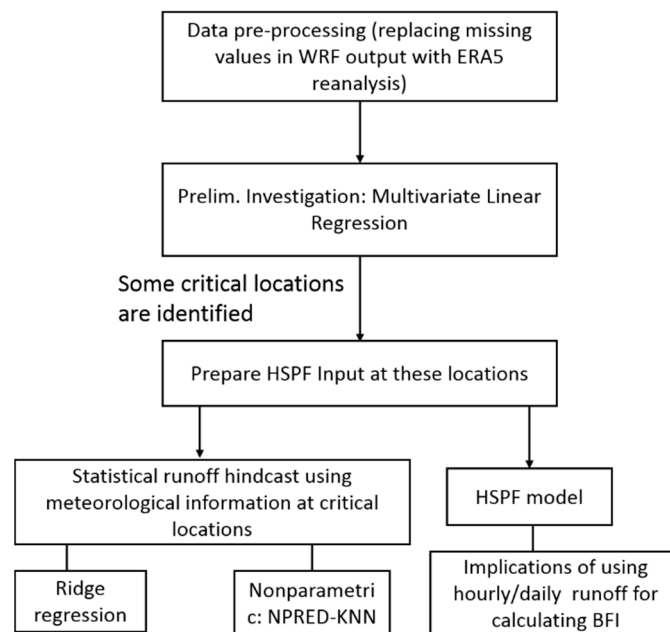 Data pre-processing (replacing missing
values in WRF output with ERA5
reanalysis)
Prelim. Investigation: Multivariate Linear
Regression
Some critical locations
are identified
Prepare HSPF Input at these locations
Statistical runoff hindcast using
meteorological information at critical
locations
HSPF model
Ridge
regression
Nonparametri
c: NPRED-KNN
Implications of using
hourly/daily runoff for
calculating BFI